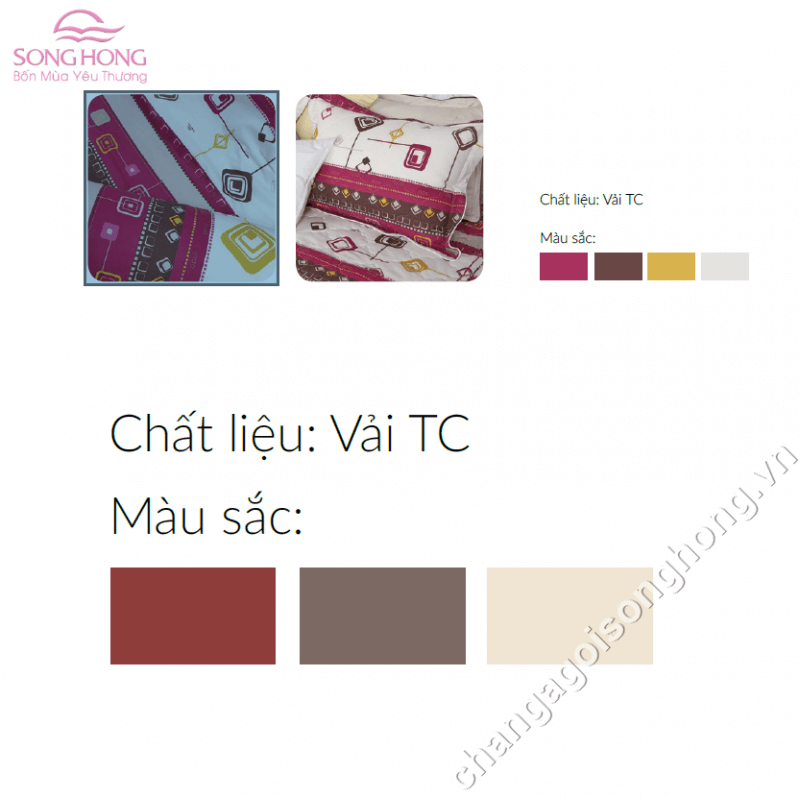 SONG HONG
Bốn Mùa Yêu Thương
Chất liệu: Vải TC
Màu sắc:
Chất liệu: Vải TC
Màu sắc:
changagoisonghong.vn